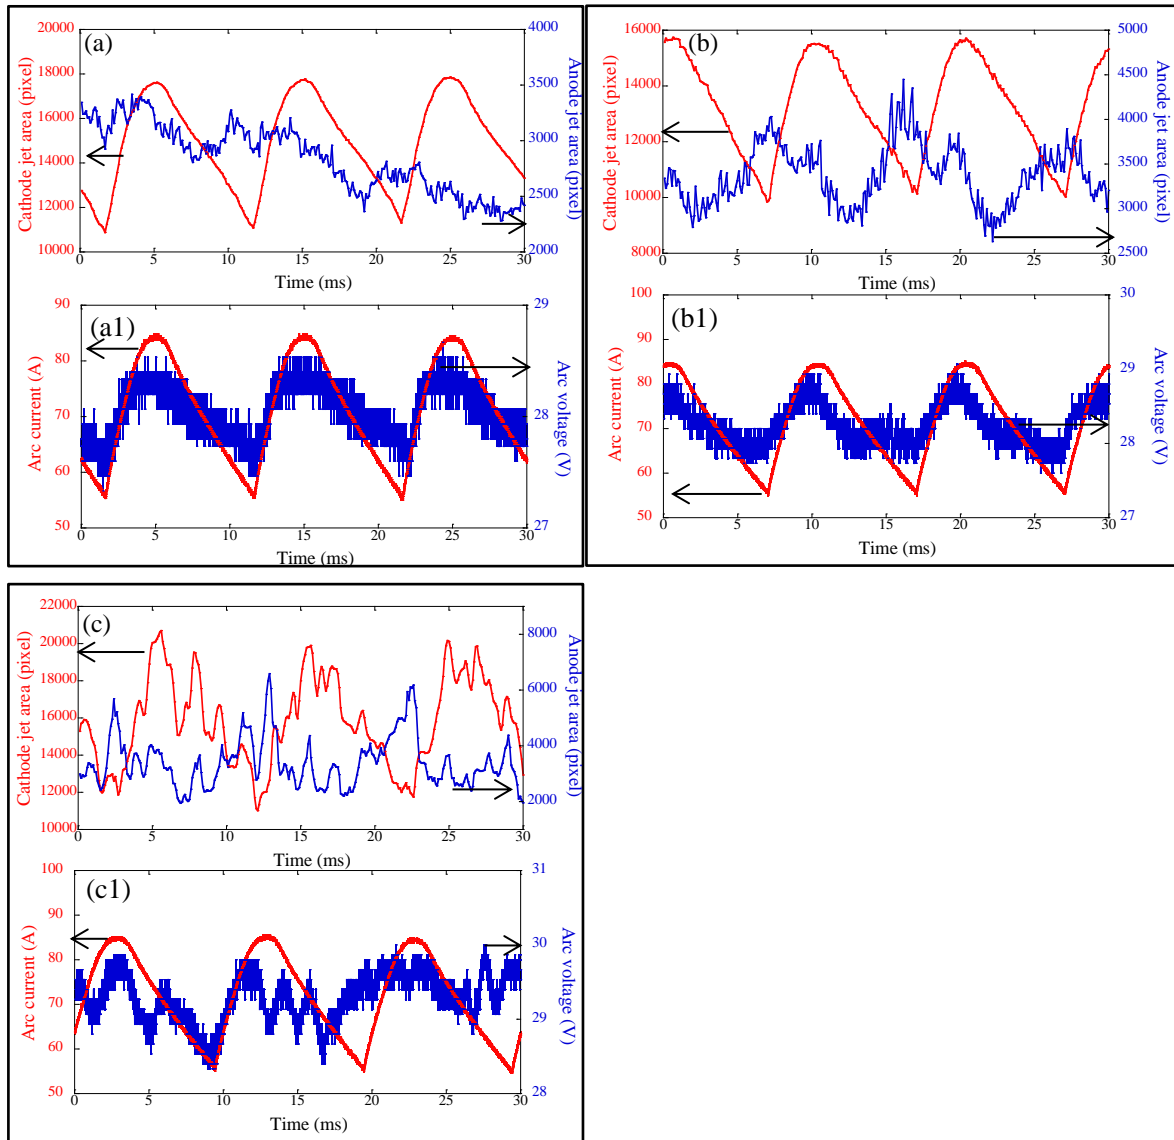 (a)
Cathode jet area (pixel)
20000
18000
16000
14000
12000
10000
4000
3500
3000
2500
2000
Anode jet area (pixel)
0 5 10 15 20 25 30
Time (ms)
(a1)
Arc current (A)
90
80
70
60
50
29
28
27
Arc voltage (V)
0 5 10 15 20 25 30
Time (ms)
(b)
Cathode jet area (pixel)
16000
14000
12000
10000
8000
5000
4500
4000
3500
3000
2500
Anode jet area (pixel)
0 5 10 15 20 25 30
Time (ms)
(b1)
Arc current (A)
100
90
80
70
60
50
30
29
28
27
Arc voltage (V)
0 5 10 15 20 25 30
Time (ms)
(c)
Cathode jet area (pixel)
22000
20000
18000
16000
14000
12000
10000
8000
6000
4000
2000
Anode jet area (pixel)
0 5 10 15 20 25 30
Time (ms)
(c1)
Arc current (A)
100
90
80
70
60
50
31
30
29
28
Arc voltage (V)
0 5 10 15 20 25 30
Time (ms)